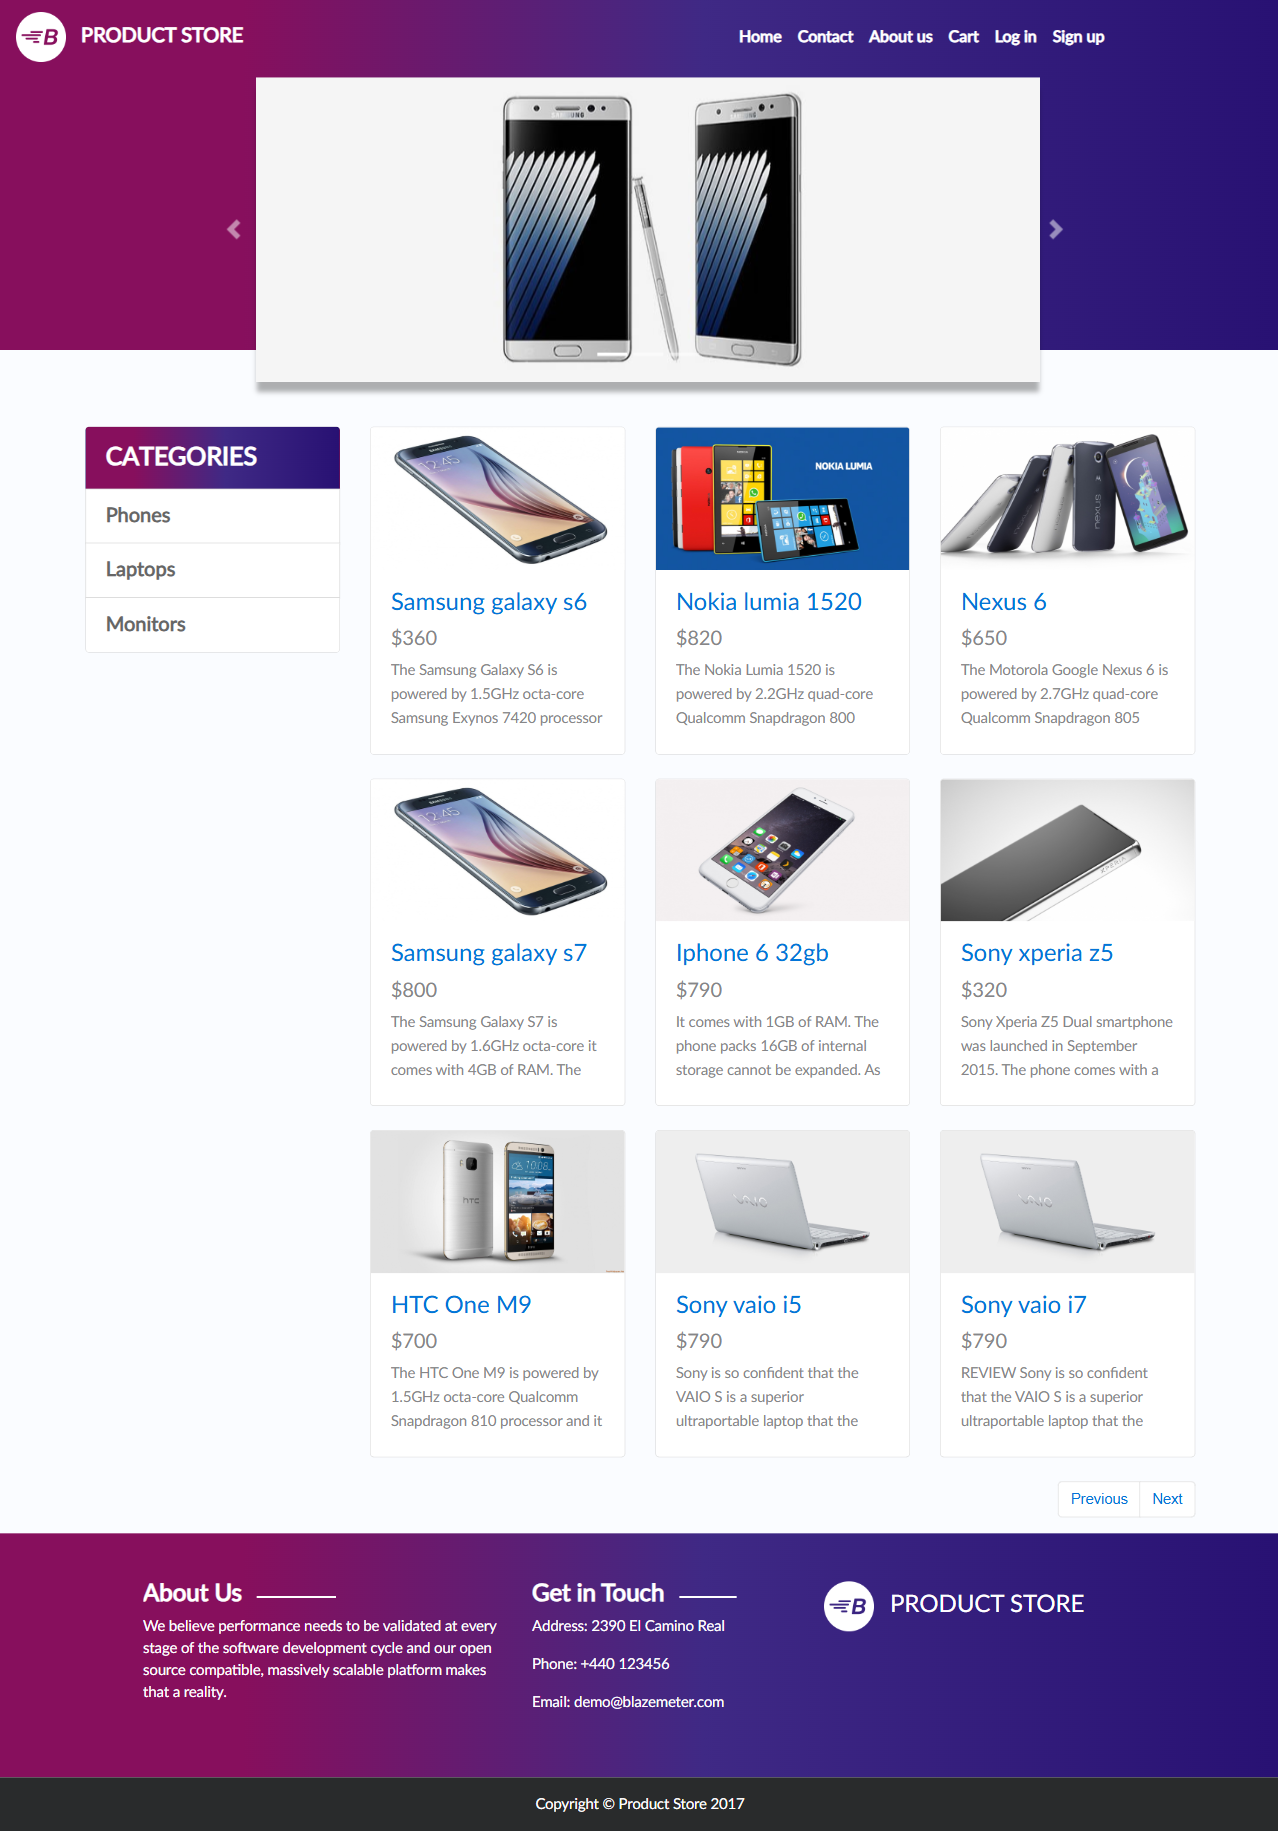 B PRODUCT STORE
Home Contact About us Cart Log in Sign up
SAMSUNG
CATEGORIES
Phones
Laptops
Monitors
12:45
Samsung galaxy s6
$360
The Samsung Galaxy S6 is
powered by 1.5GHz octa-core
Samsung Exynos 7420 processor
NOKIA LUMIA
Nokia lumia 1520
$820
The Nokia Lumia 1520 is
powered by 2.2GHz quad-core
Qualcomm Snapdragon 800
nexus
Nexus 6
$650
The Motorola Google Nexus 6 is
powered by 2.7GHz quad-core
Qualcomm Snapdragon 805
12:45
Samsung galaxy s7
$800
The Samsung Galaxy S7 is
powered by 1.6GHz octa-core it
comes with 4GB of RAM. The
Iphone 6 32gb
$790
It comes with 1GB of RAM. The
phone packs 16GB of internal
storage cannot be expanded. As
XPERIA
Sony xperia z5
$320
Sony Xperia Z5 Dual smartphone
was launched in September
2015. The phone comes with a
hTC
10:08
HTC One M9
$700
The HTC One M9 is powered by
1.5GHz octa-core Qualcomm
Snapdragon 810 processor and it
VAIO
Sony vaio i5
$790
Sony is so confident that the
VAIO S is a superior
ultraportable laptop that the
VAIO
Sony vaio i7
$790
REVIEW Sony is so confident
that the VAIO S is a superior
ultraportable laptop that the
Previous Next
About Us
We believe performance needs to be validated at every
stage of the software development cycle and our open
source compatible, massively scalable platform makes
that a reality.
Get in Touch
Address: 2390 El Camino Real
Phone: +440 123456
Email: demo@blazemeter.com
B PRODUCT STORE
Copyright © Product Store 2017